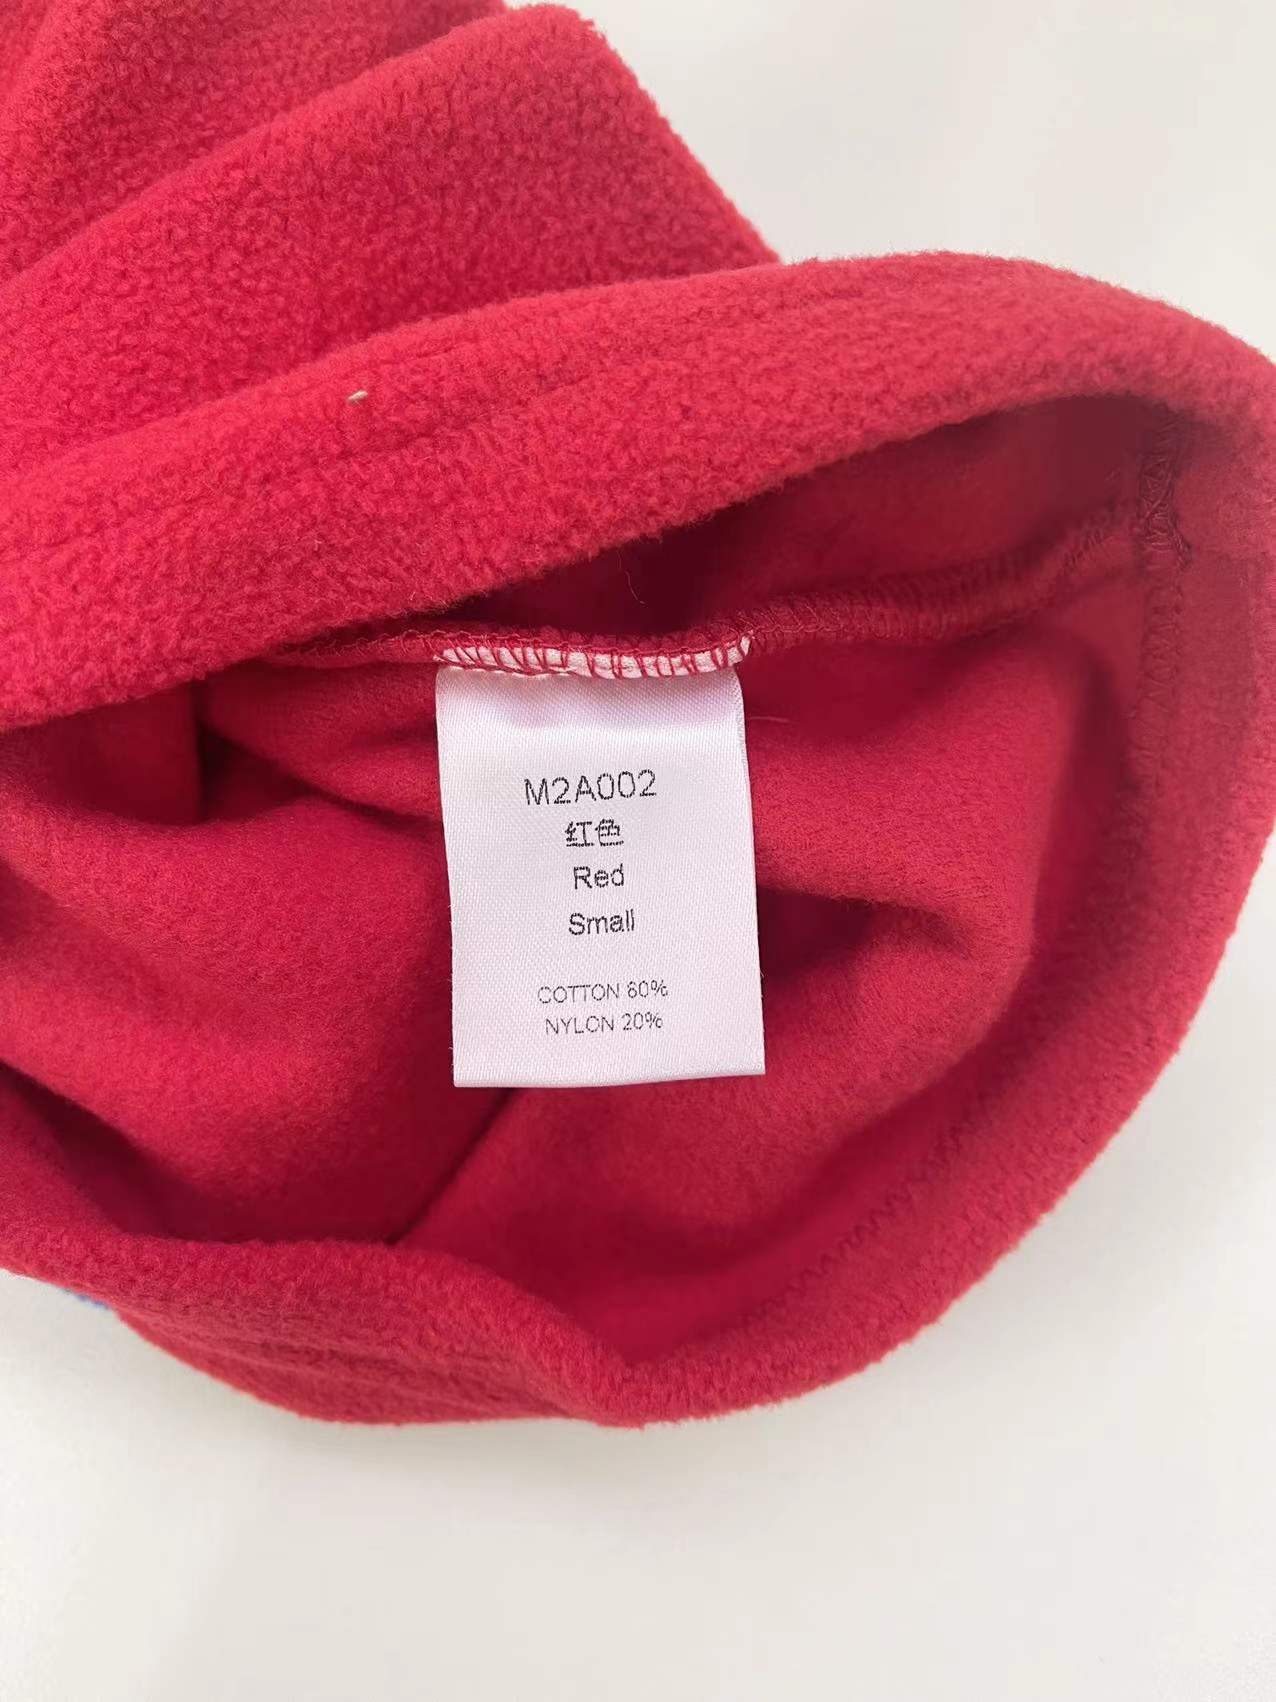 M2A002
红色
Red
Small
COTTON 80%
NYLON 20%